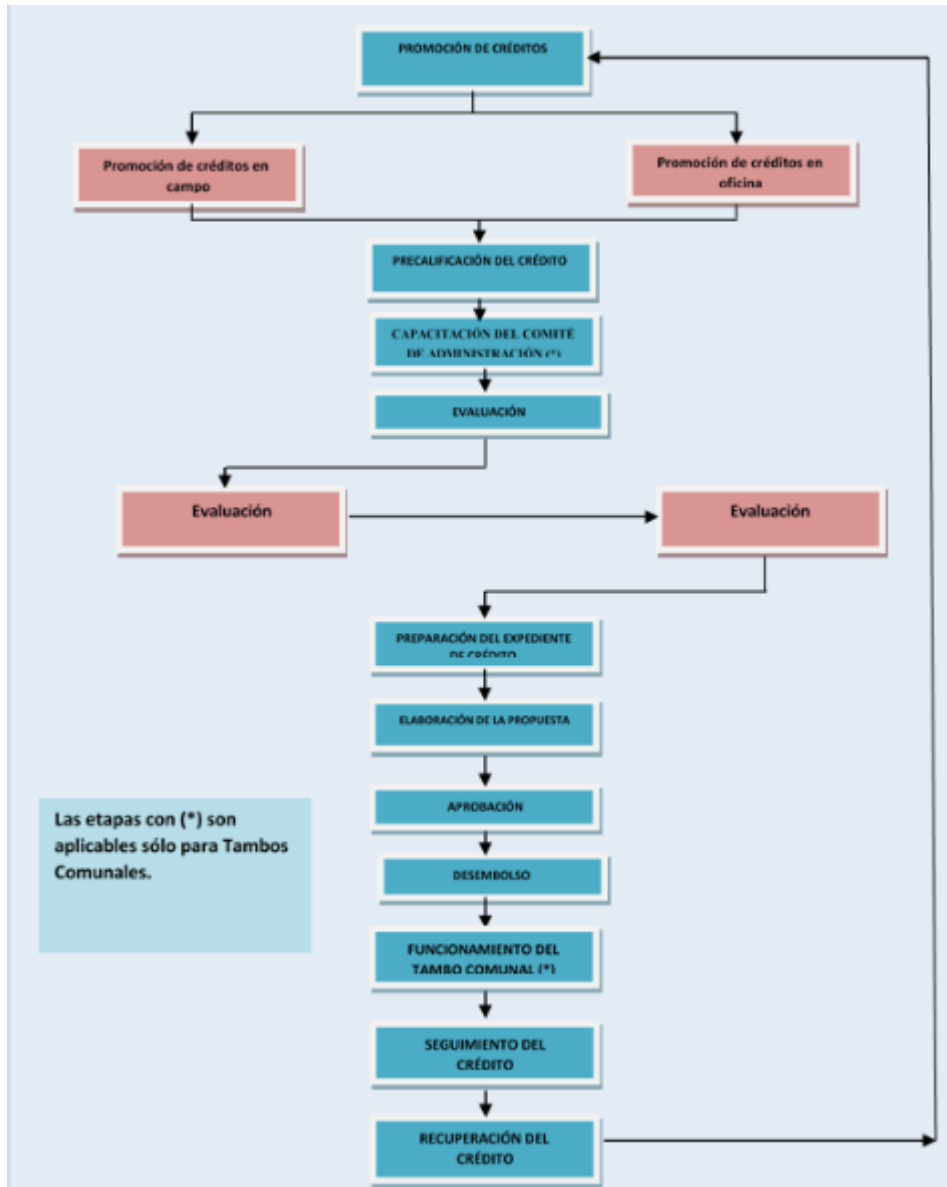 PROMOCIÓN DE CRÉDITOS
Promoción de créditos en
campo
Promoción de créditos en
oficina
PRECALIFICACIÓN DEL CRÉDITO
CAPACITACIÓN DEL COMITÉ
DE ADMINISTRACIÓN (*)
EVALUACIÓN
Evaluación
Evaluación
PREPARACIÓN DEL EXPEDIENTE
DE CRÉDITO
ELABORACIÓN DE LA PROPUESTA
APROBACIÓN
Las etapas con (*) son
aplicables sólo para Tambos
Comunales.
DESEMBOLSO
FUNCIONAMIENTO DEL
TAMBO COMUNAL (*)
SEGUIMIENTO DEL
CRÉDITO
RECUPERACIÓN DEL
CRÉDITO